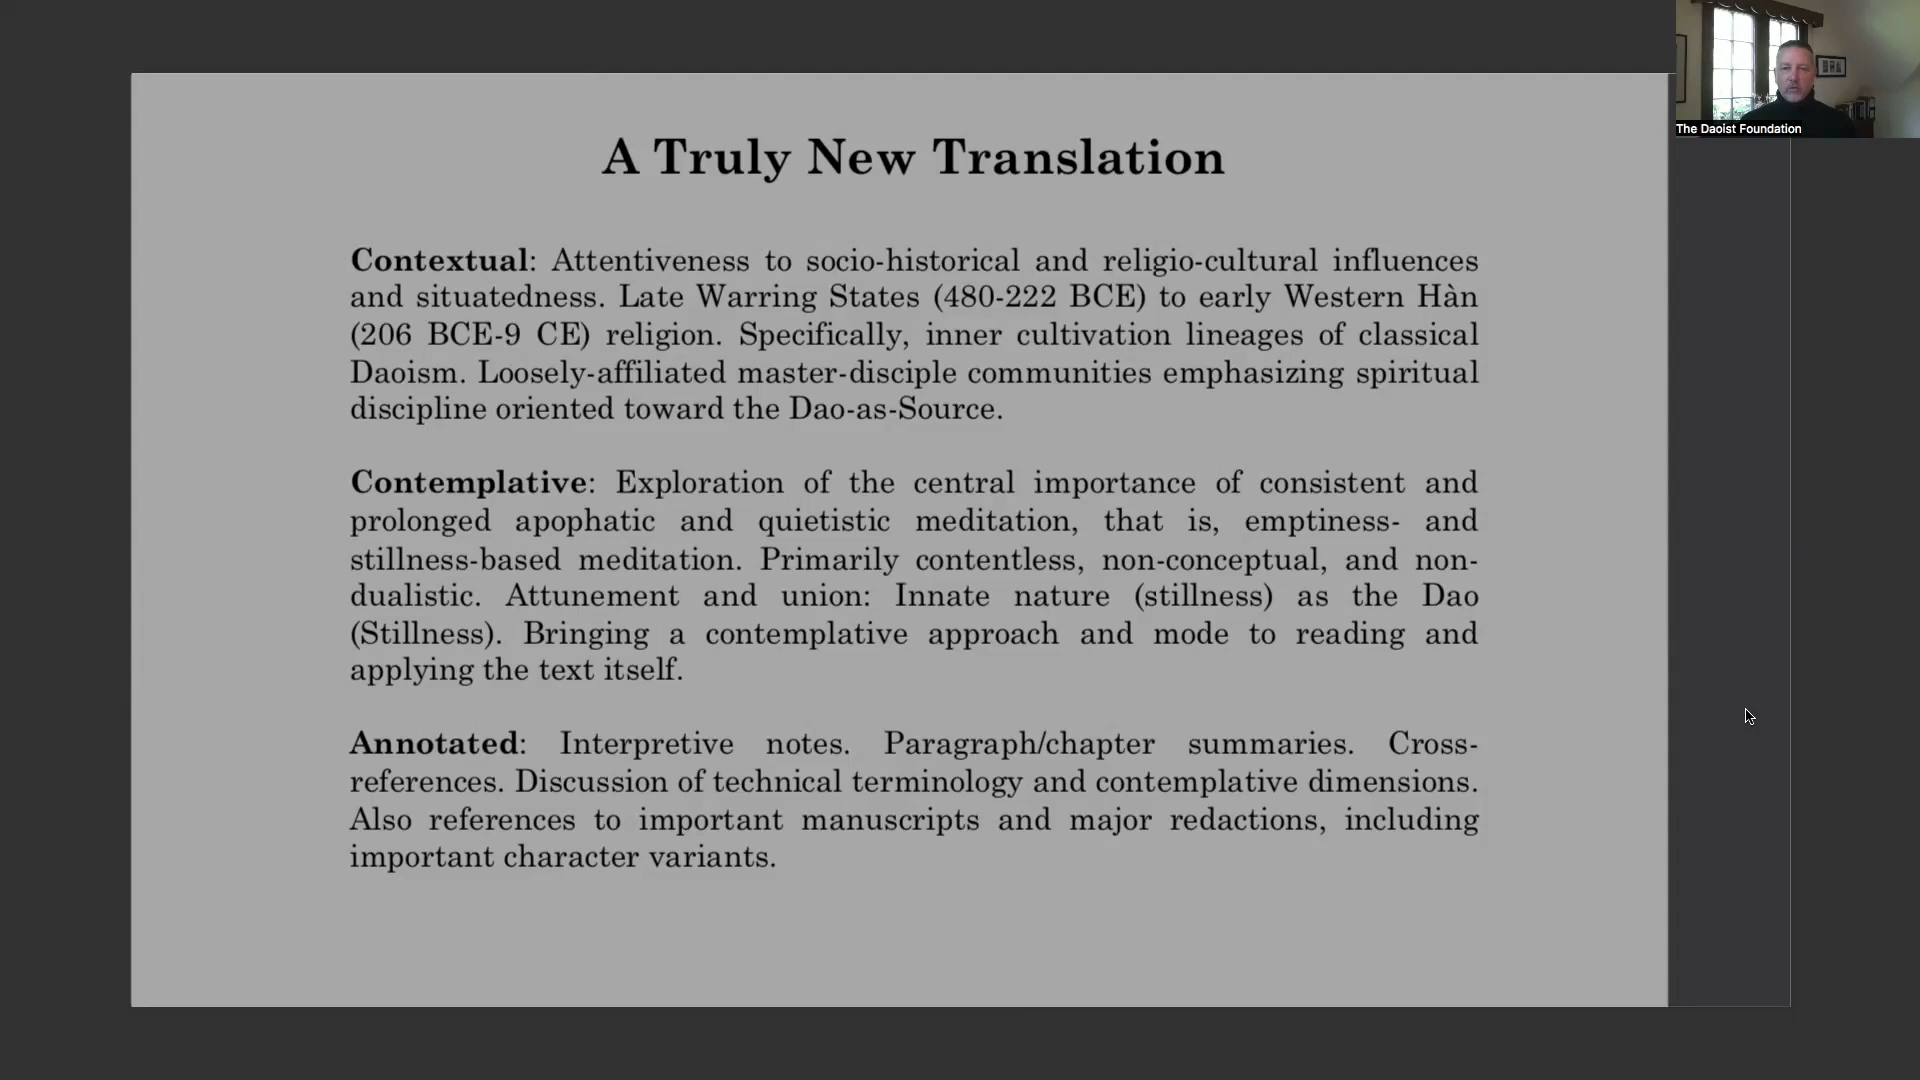 The Daoist Foundation
A Truly New Translation
Contextual: Attentiveness to socio-historical and religio-cultural influences
and situatedness. Late Warring States (480-222 BCE) to early Western Hàn
(206 BCE-9 CE) religion. Specifically, inner cultivation lineages of classical
Daoism. Loosely-affiliated master-disciple communities emphasizing spiritual
discipline oriented toward the Dao-as-Source.
Contemplative: Exploration of the central importance of consistent and
prolonged apophatic and quietistic meditation, that is, emptiness- and
stillness-based meditation. Primarily contentless, non-conceptual, and non-
dualistic. Attunement and union: Innate nature (stillness) as the Dao
(Stillness). Bringing a contemplative approach and mode to reading and
applying the text itself.
Annotated: Interpretive notes. Paragraph/chapter summaries. Cross-
references. Discussion of technical terminology and contemplative dimensions.
Also references to important manuscripts and major redactions, including
important character variants.